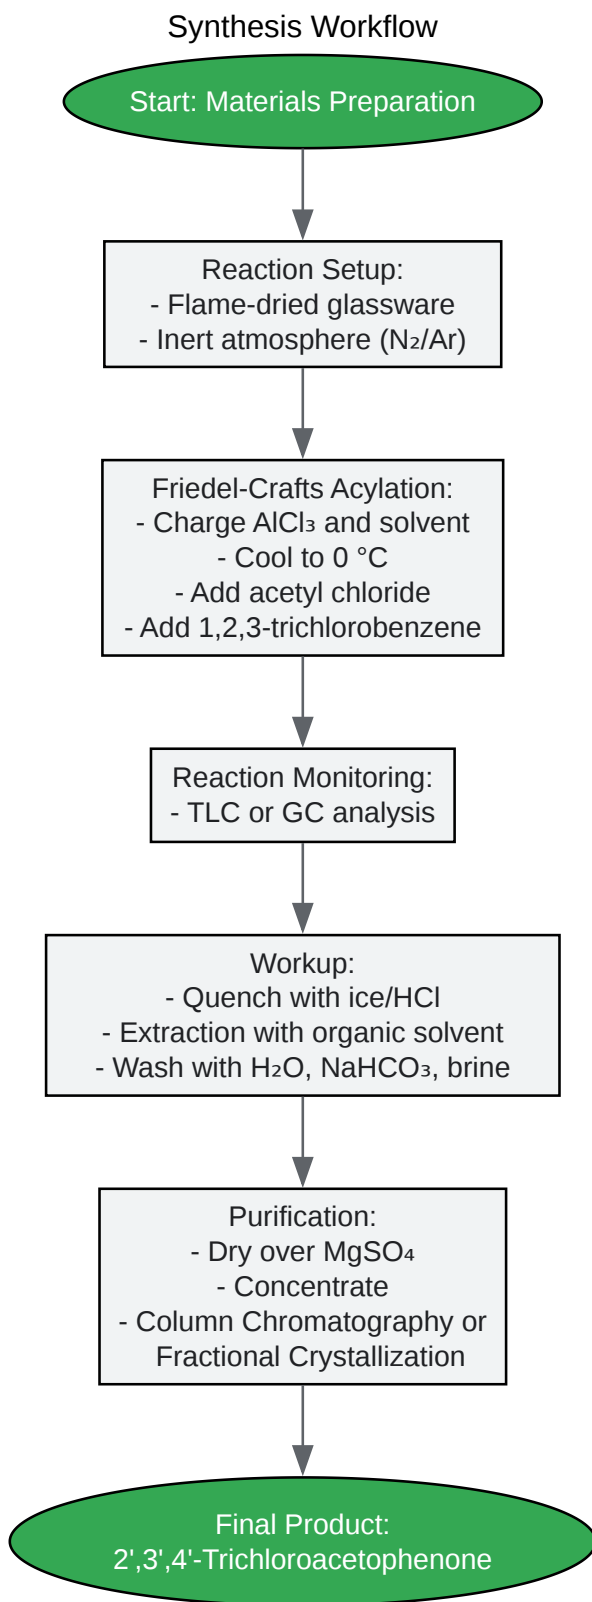 Synthesis Workflow
Start: Materials Preparation
Reaction Setup:
- Flame-dried glassware
- Inert atmosphere (N₂/Ar)
Friedel-Crafts Acylation:
- Charge AlCl₃ and solvent
- Cool to 0 °C
- Add acetyl chloride
- Add 1,2,3-trichlorobenzene
Reaction Monitoring:
- TLC or GC analysis
Workup:
- Quench with ice/HCl
- Extraction with organic solvent
- Wash with H₂O, NaHCO₃, brine
Purification:
- Dry over MgSO₄
- Concentrate
- Column Chromatography or
Fractional Crystallization
Final Product:
2',3',4'-Trichloroacetophenone